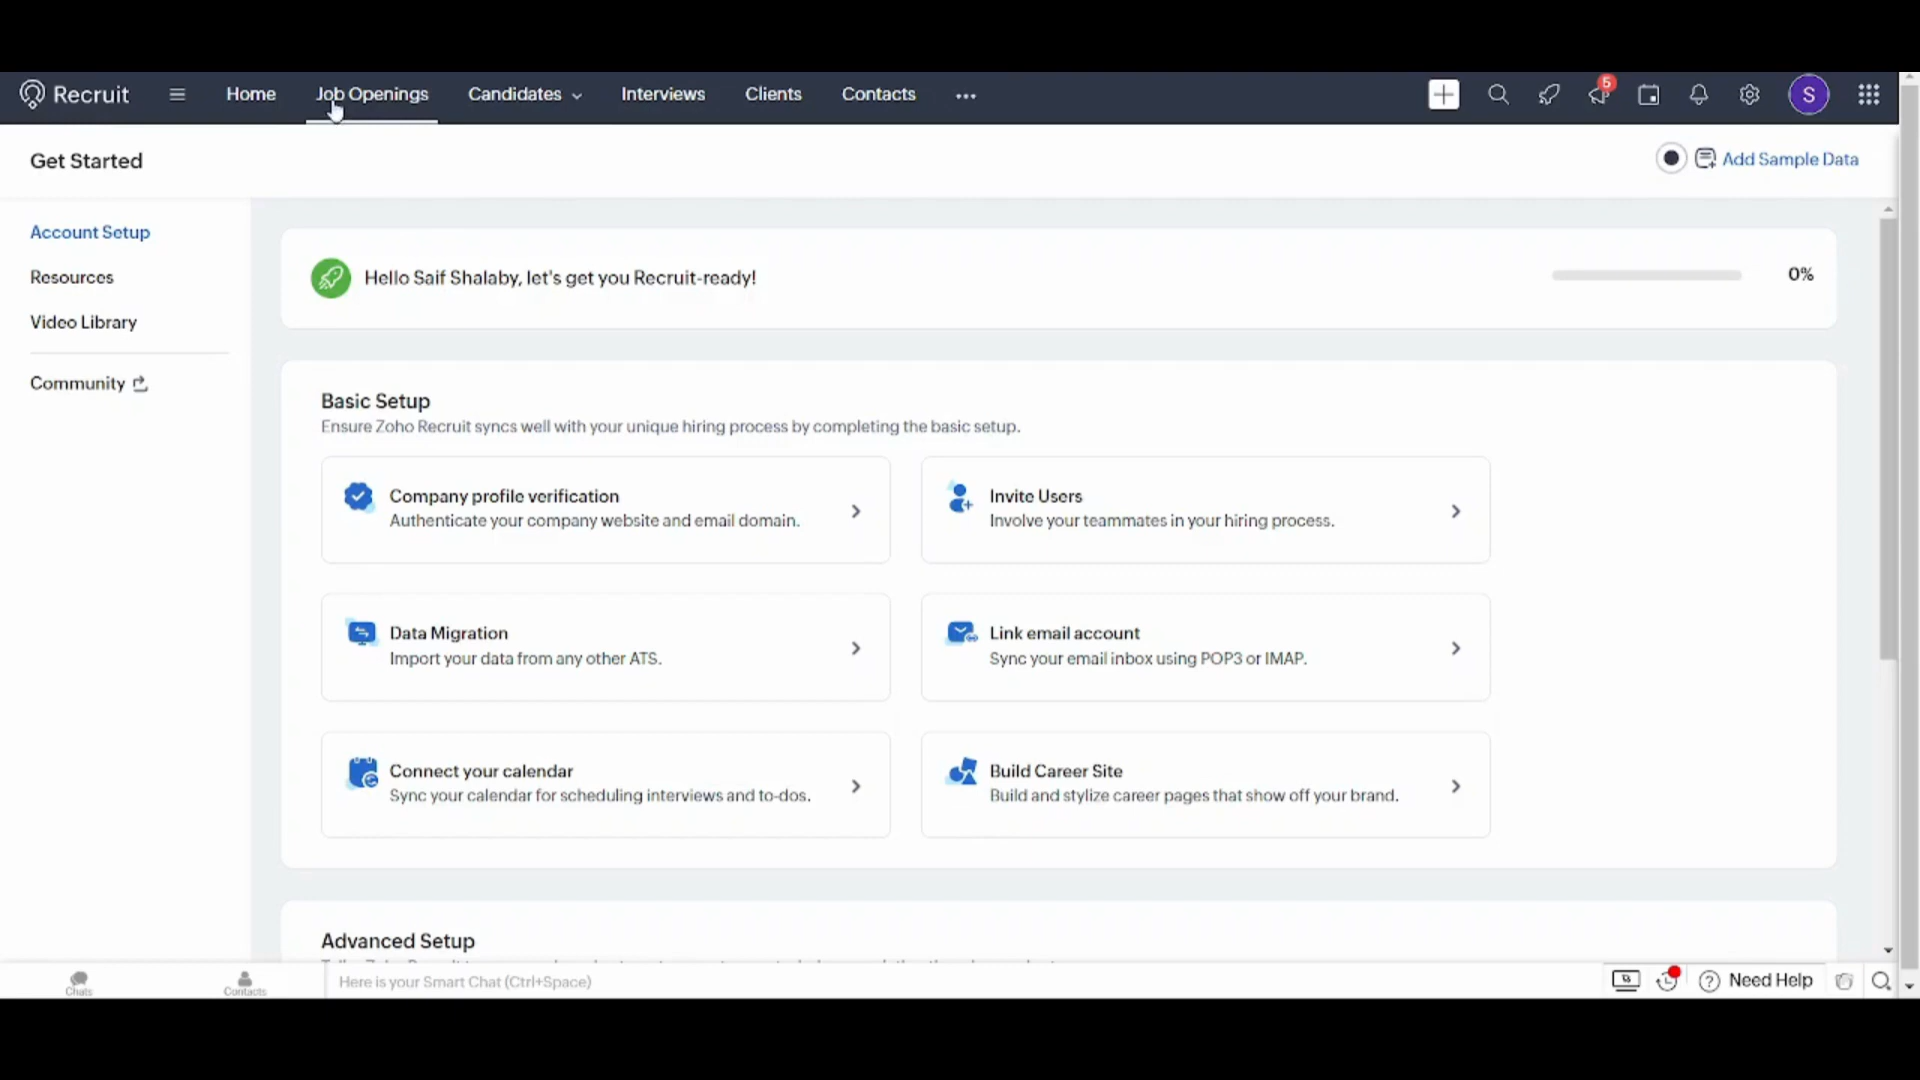 Recruit Home Job Openings Candidates Interviews Clients Contacts ... 5 S
Get Started
Add Sample Data
Account Setup
Resources
Video Library
Community
Hello Saif Shalaby, let's get you Recruit-ready!
0%
Basic Setup
Ensure Zoho Recruit syncs well with your unique hiring process by completing the basic setup.
Company profile verification
Authenticate your company website and email domain.
Invite Users
Involve your teammates in your hiring process.
Data Migration
Import your data from any other ATS.
Link email account
Sync your email inbox using POP3 or IMAP.
Connect your calendar
Sync your calendar for scheduling interviews and to-dos.
Build Career Site
Build and stylize career pages that show off your brand.
Advanced Setup
Chats
Contacts
Here is your Smart Chat (Ctrl+Space)
Need Help